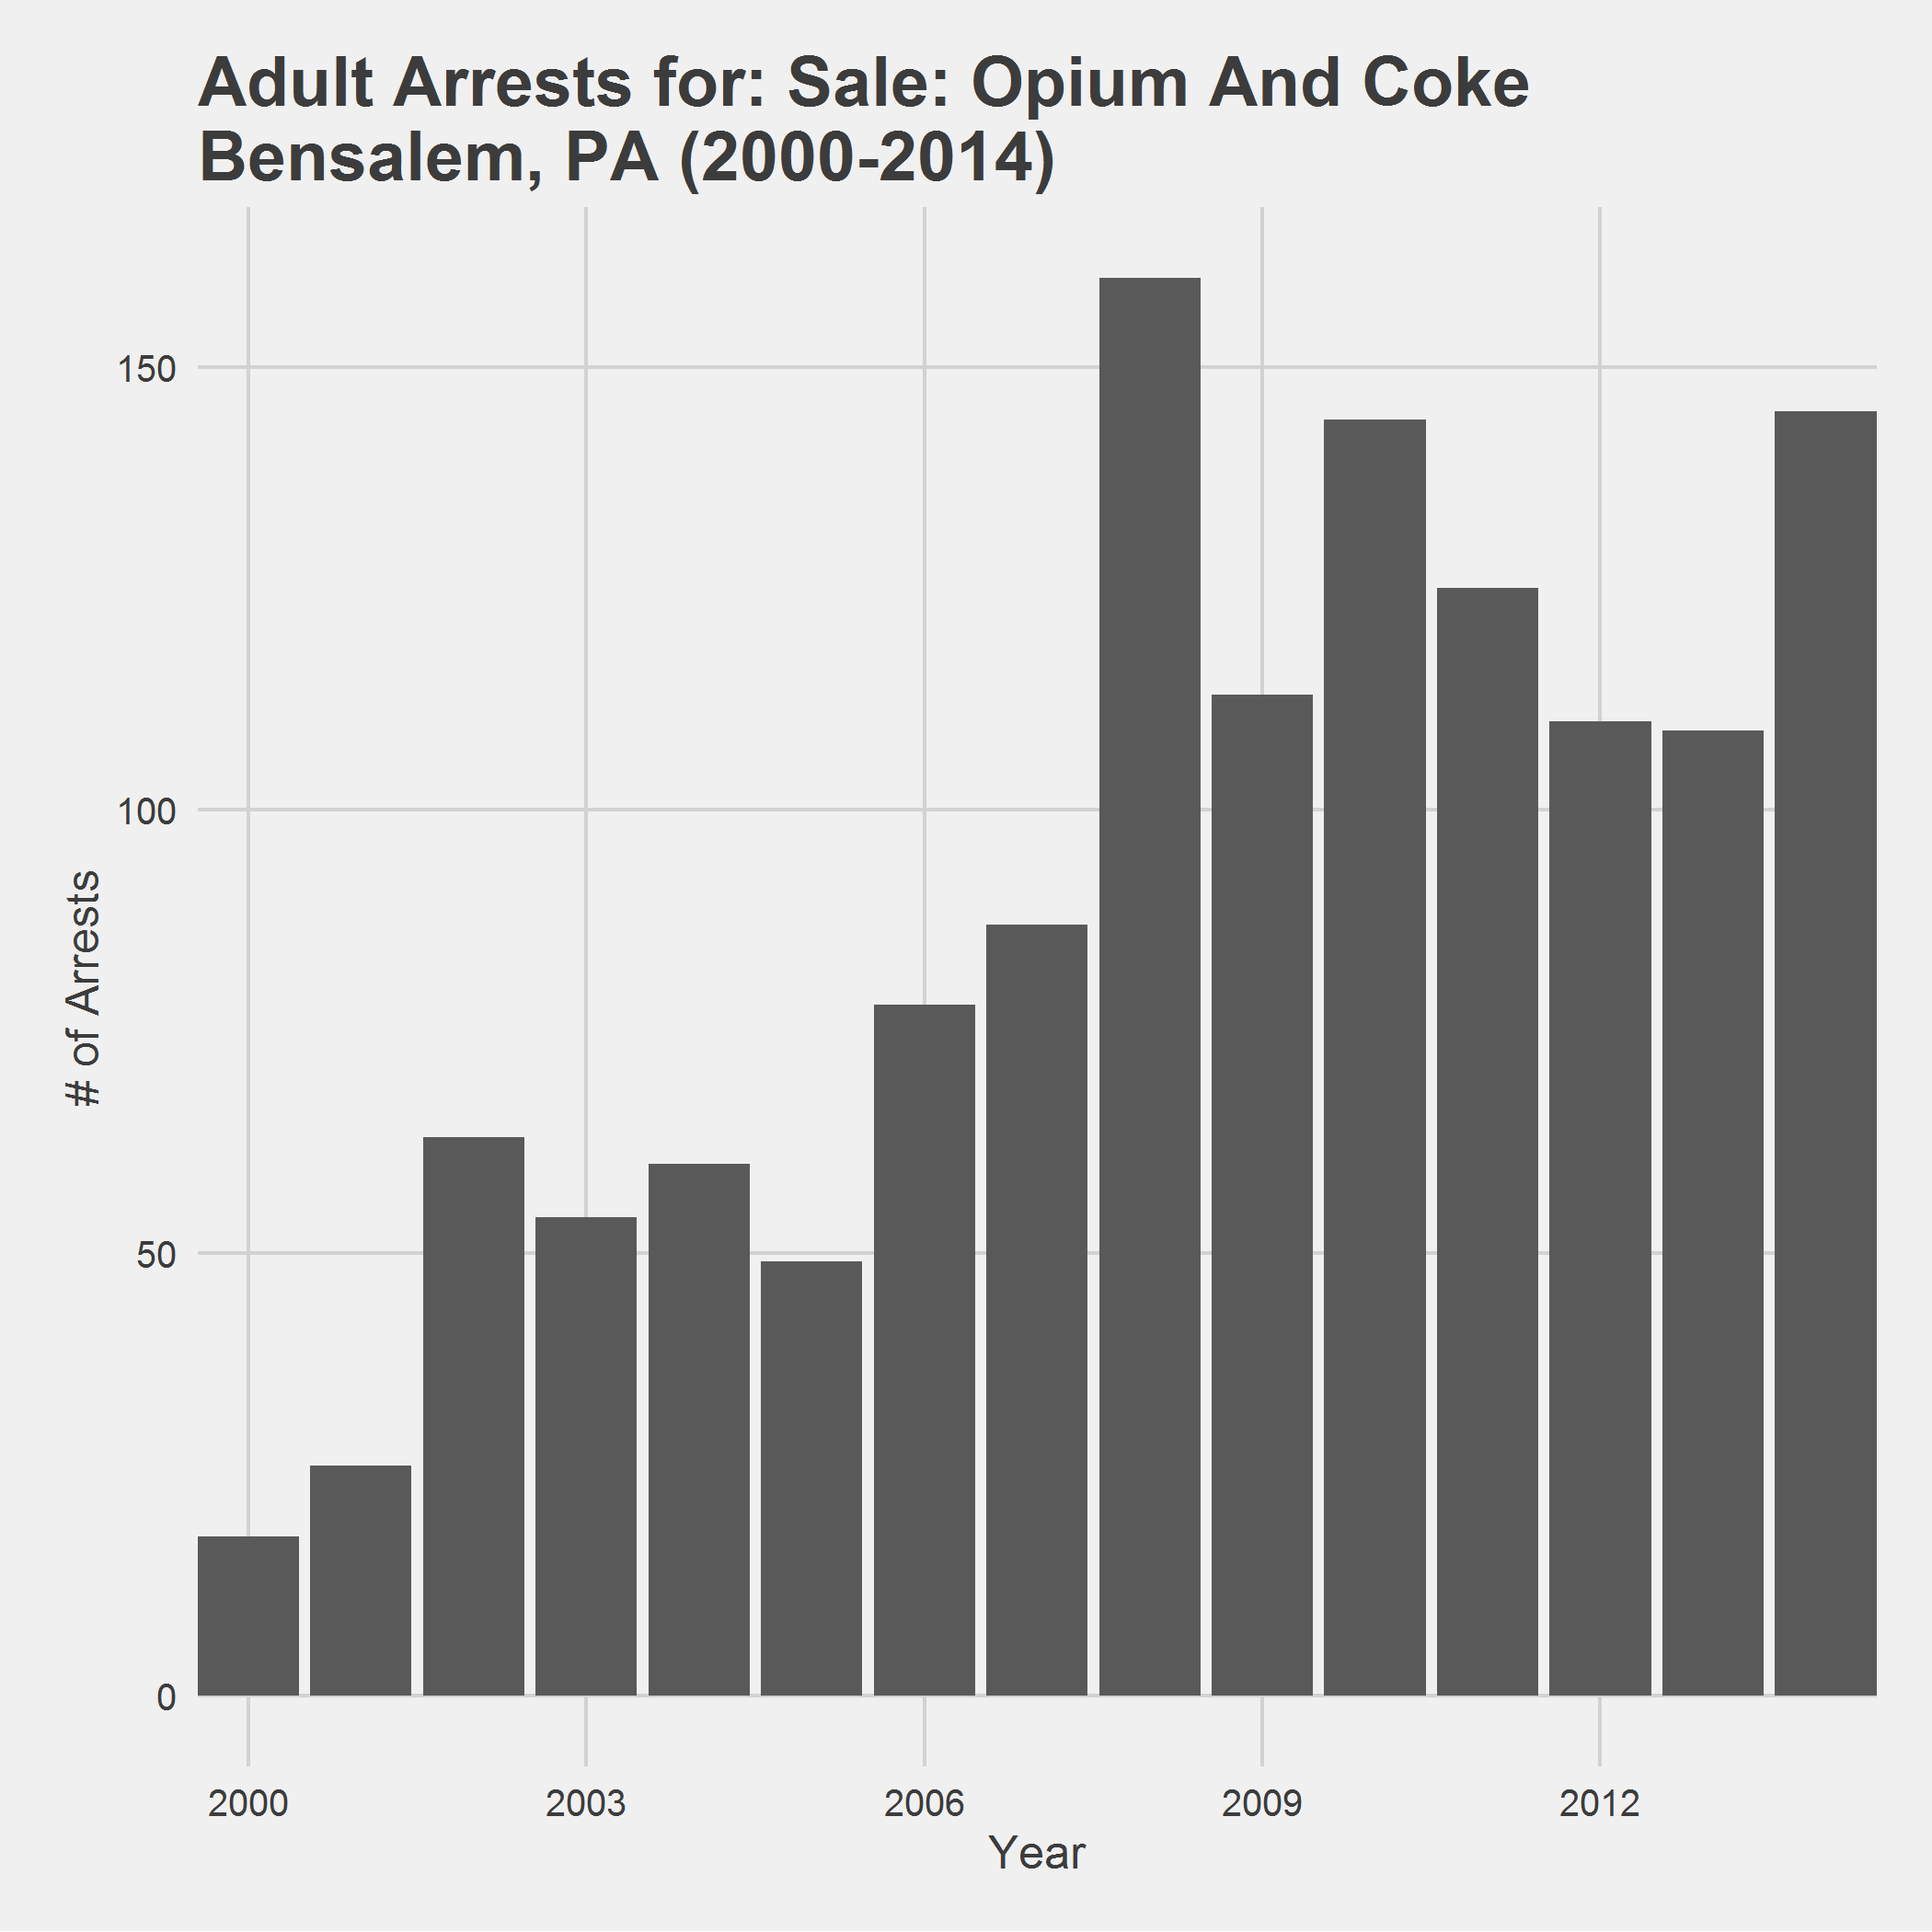 Adult Arrests for: Sale: Opium And Coke
Bensalem, PA (2000-2014)
150
100
50
0
# of Arrests
2000 2003 2006 2009 2012
Year